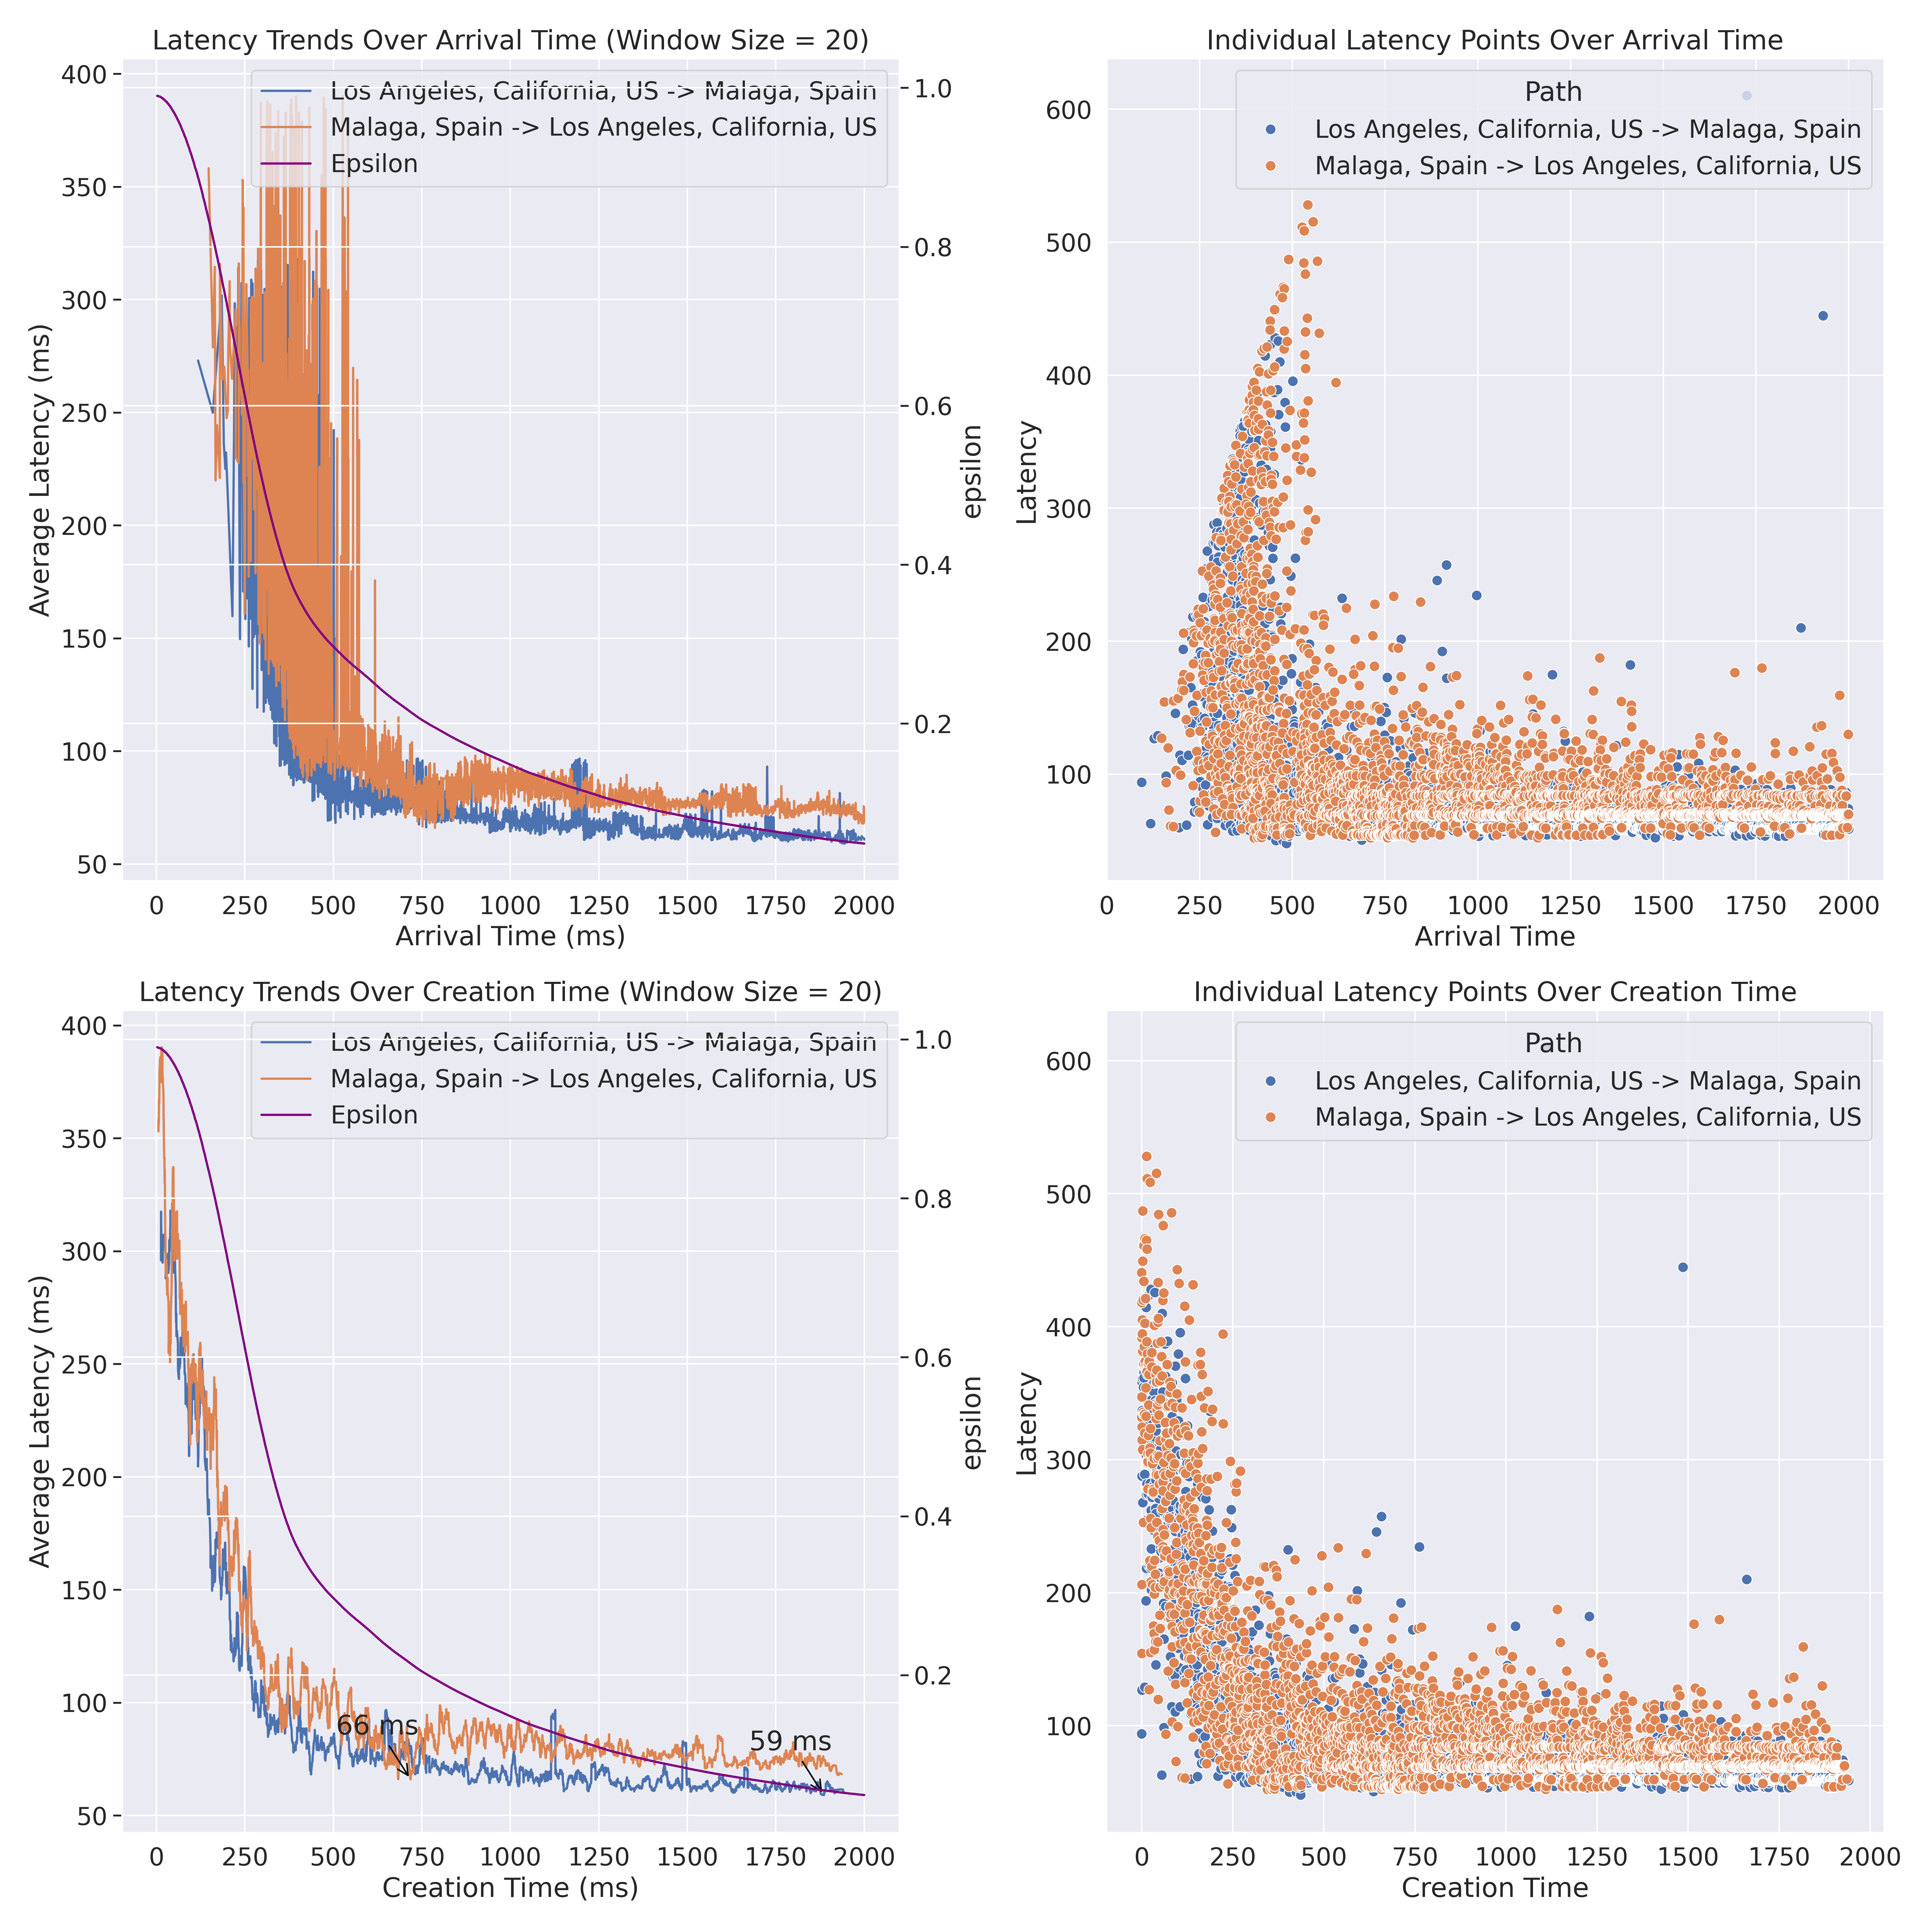 Latency Trends Over Arrival Time (Window Size = 20)
Los Angeles, California, US -> Malaga, Spain
Malaga, Spain -> Los Angeles, California, US
Epsilon
400
350
300
250
200
150
100
50
Average Latency (ms)
1.0
0.8
0.6
0.4
0.2
epsilon
0 250 500 750 1000 1250 1500 1750 2000
Arrival Time (ms)
Individual Latency Points Over Arrival Time
Path
Los Angeles, California, US -> Malaga, Spain
Malaga, Spain -> Los Angeles, California, US
600
500
400
300
200
100
Latency
0 250 500 750 1000 1250 1500 1750 2000
Arrival Time
Latency Trends Over Creation Time (Window Size = 20)
Los Angeles, California, US -> Malaga, Spain
Malaga, Spain -> Los Angeles, California, US
Epsilon
400
350
300
250
200
150
100
50
Average Latency (ms)
66 ms
59 ms
1.0
0.8
0.6
0.4
0.2
epsilon
0 250 500 750 1000 1250 1500 1750 2000
Creation Time (ms)
Individual Latency Points Over Creation Time
Path
Los Angeles, California, US -> Malaga, Spain
Malaga, Spain -> Los Angeles, California, US
600
500
400
300
200
100
Latency
0 250 500 750 1000 1250 1500 1750 2000
Creation Time